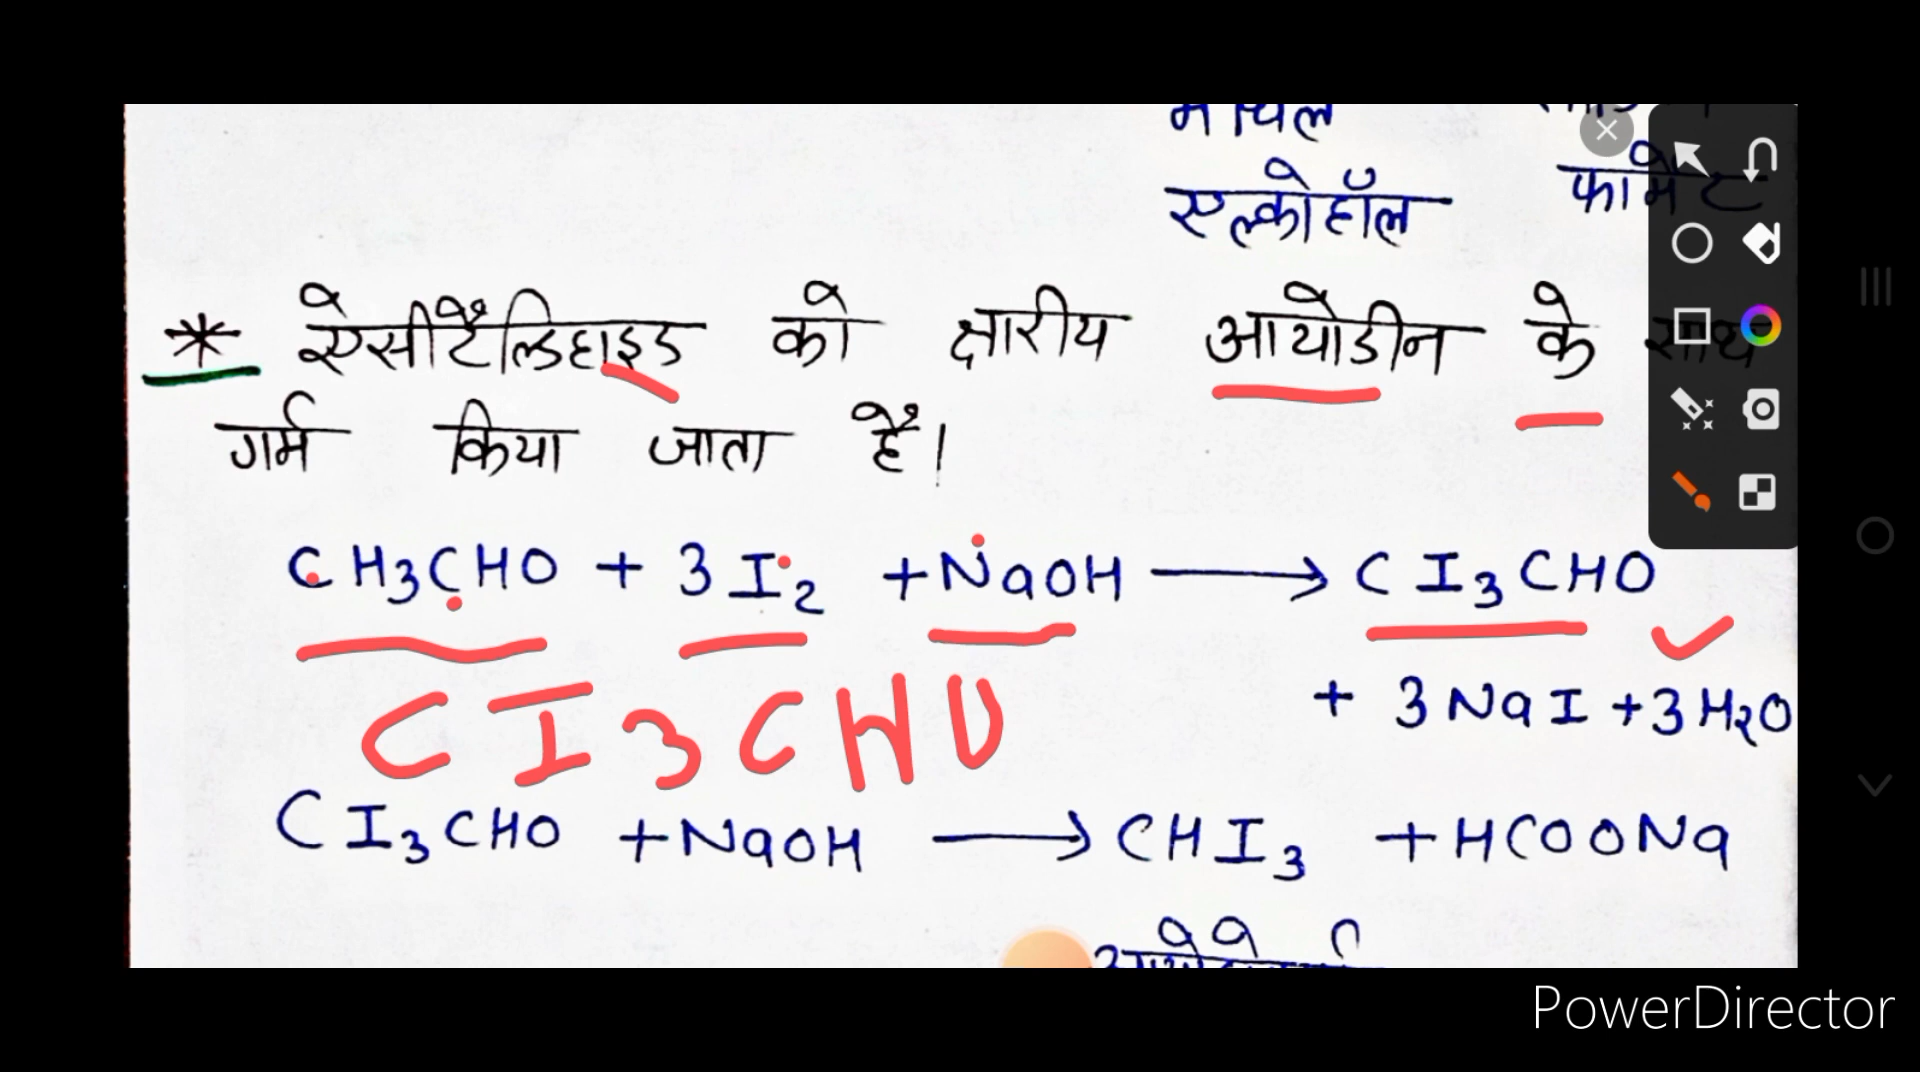 एल्कोहॉल फार्मेट
* ऐसीटैल्डिहाइड को क्षारीय आयोडीन के साथ
गर्म किया जाता है।
CH3CHO + 3I2 + NaOH ⟶ CI3CHO
+ 3NaI + 3H2O
CI3CHO
CI3CHO + NaOH ⟶ CHI3 + HCOONa
PowerDirector